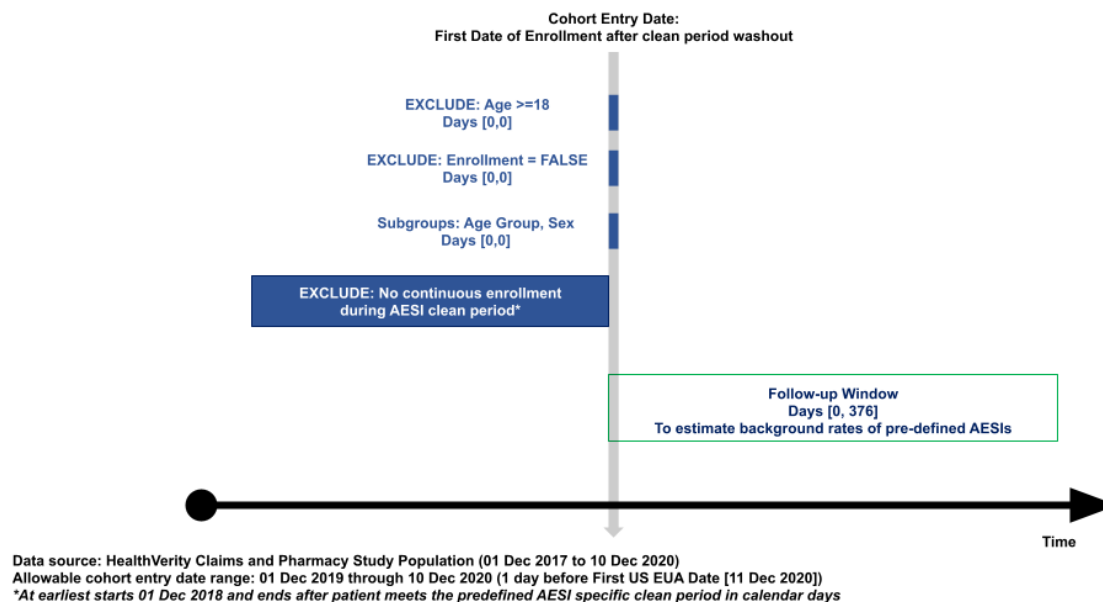 Cohort Entry Date:
First Date of Enrollment after clean period washout
EXCLUDE: Age >=18
Days [0,0]
EXCLUDE: Enrollment = FALSE
Days [0,0]
Subgroups: Age Group, Sex
Days [0,0]
EXCLUDE: No continuous enrollment
during AESI clean period*
Follow-up Window
Days [0, 376]
To estimate background rates of pre-defined AESIs
Time
Data source: HealthVerity Claims and Pharmacy Study Population (01 Dec 2017 to 10 Dec 2020)
Allowable cohort entry date range: 01 Dec 2019 through 10 Dec 2020 (1 day before First US EUA Date [11 Dec 2020])
*At earliest starts 01 Dec 2018 and ends after patient meets the predefined AESI specific clean period in calendar days